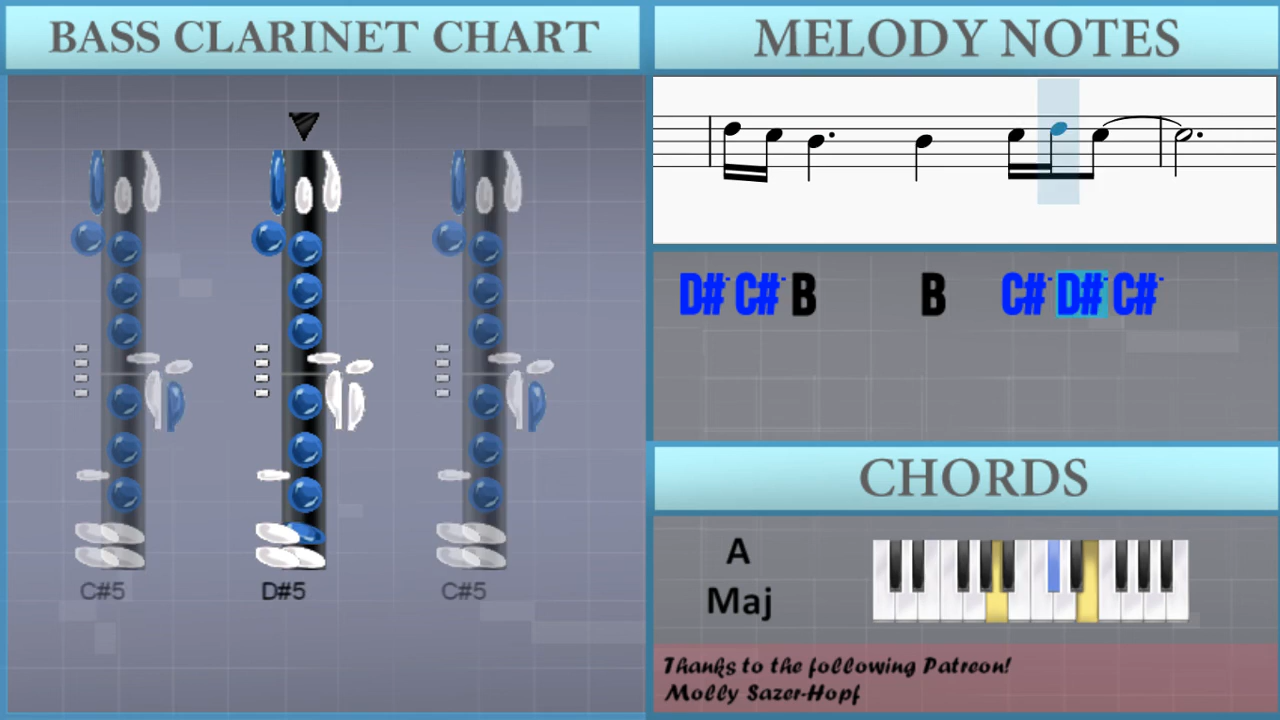 BASS CLARINET CHART
C#5 D#5 C#5
MELODY NOTES
D#· C#· B B C#· D#· C#·
CHORDS
A
Maj
Thanks to the following Patreon!
Molly Sazer-Hopf